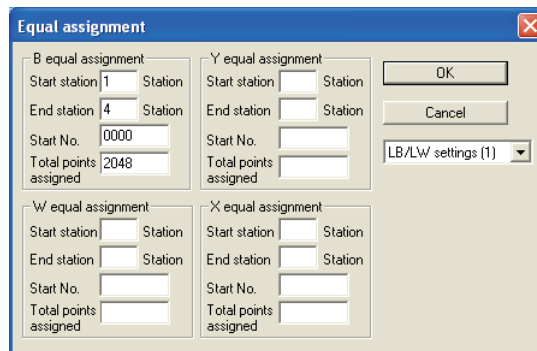 Equal assignment
B equal assignment
Start station 1 Station
End station 4 Station
Start No. 0000
Total points assigned 2048
Y equal assignment
Start station Station
End station Station
Start No.
Total points assigned
W equal assignment
Start station Station
End station Station
Start No.
Total points assigned
X equal assignment
Start station Station
End station Station
Start No.
Total points assigned
OK
Cancel
LB/LW settings (1)